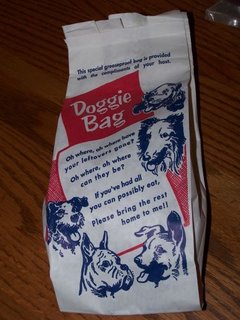 This special greaseproof bag is provided
with the compliments of your host.
Doggie
Bag
Oh where, oh where have
your leftovers gone?
Oh where, oh where
can they be?
If you've had all
you can possibly eat,
Please bring the rest
home to me!!